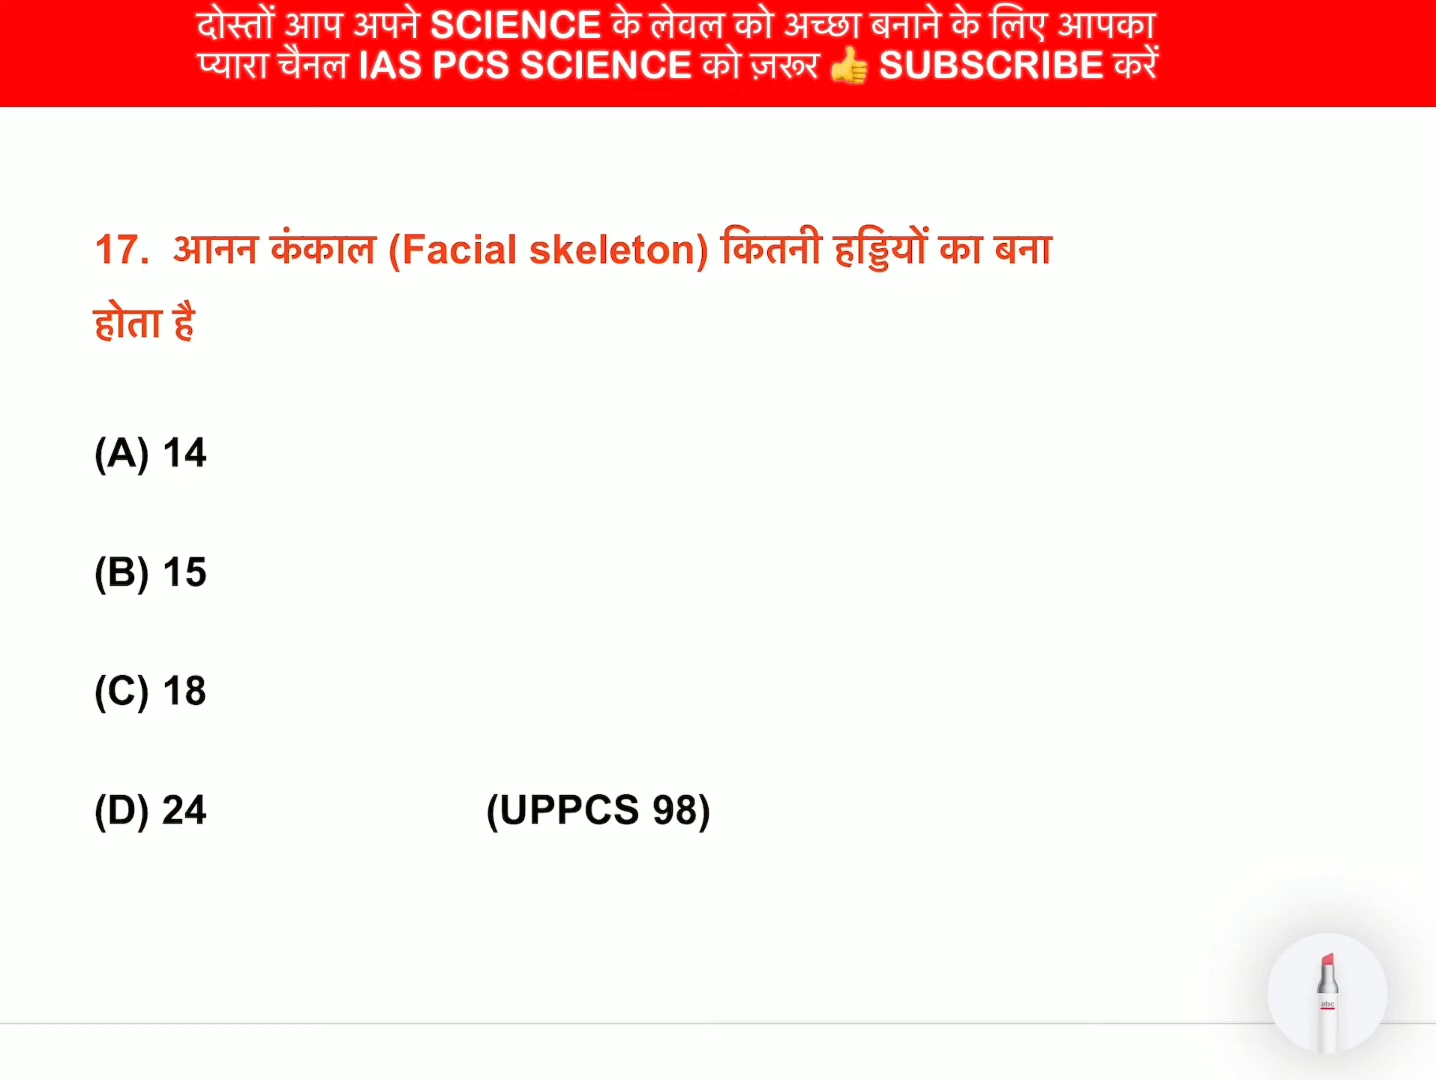 दोस्तों आप अपने SCIENCE के लेवल को अच्छा बनाने के लिए आपका
प्यारा चैनल IAS PCS SCIENCE को ज़रूर 👍 SUBSCRIBE करें
17. आनन कंकाल (Facial skeleton) कितनी हड्डियों का बना
होता है
(A) 14
(B) 15
(C) 18
(D) 24 (UPPCS 98)
abc